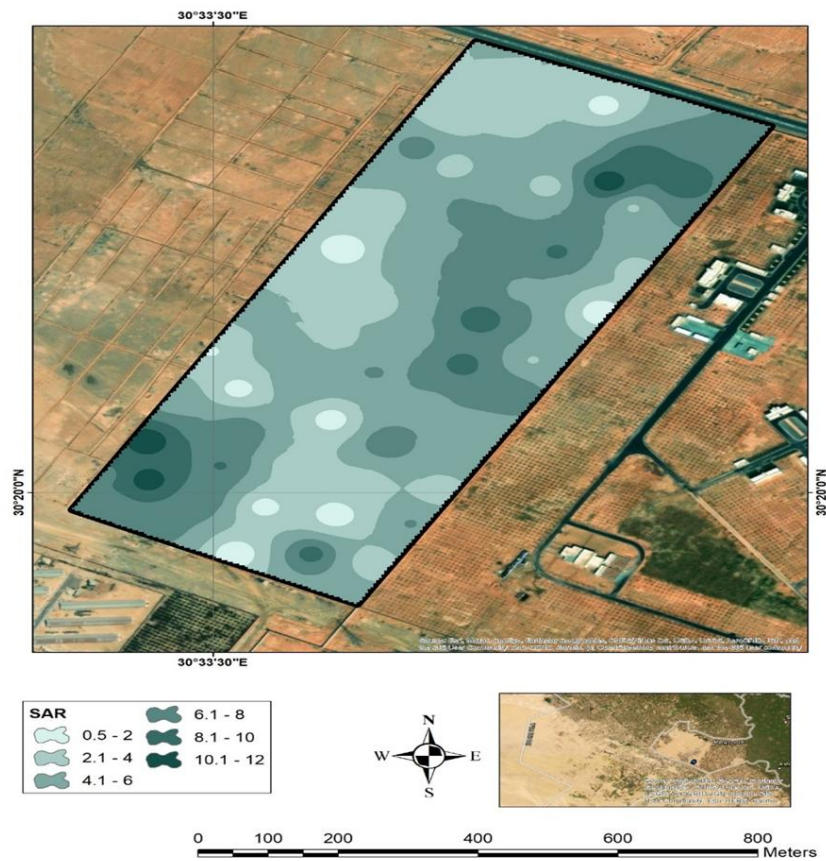 30°33'30"E
30°20'0"N
30°20'0"N
30°33'30"E
SAR
0.5 - 2
2.1 - 4
4.1 - 6
6.1 - 8
8.1 - 10
10.1 - 12
N
W E
S
0 100 200 400 600 800
Meters